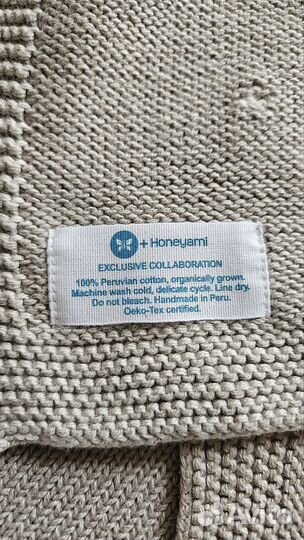 + Honeyami
EXCLUSIVE COLLABORATION
100% Peruvian cotton, organically grown.
Machine wash cold, delicate cycle. Line dry.
Do not bleach. Handmade in Peru.
Oeko-Tex certified.
Avito